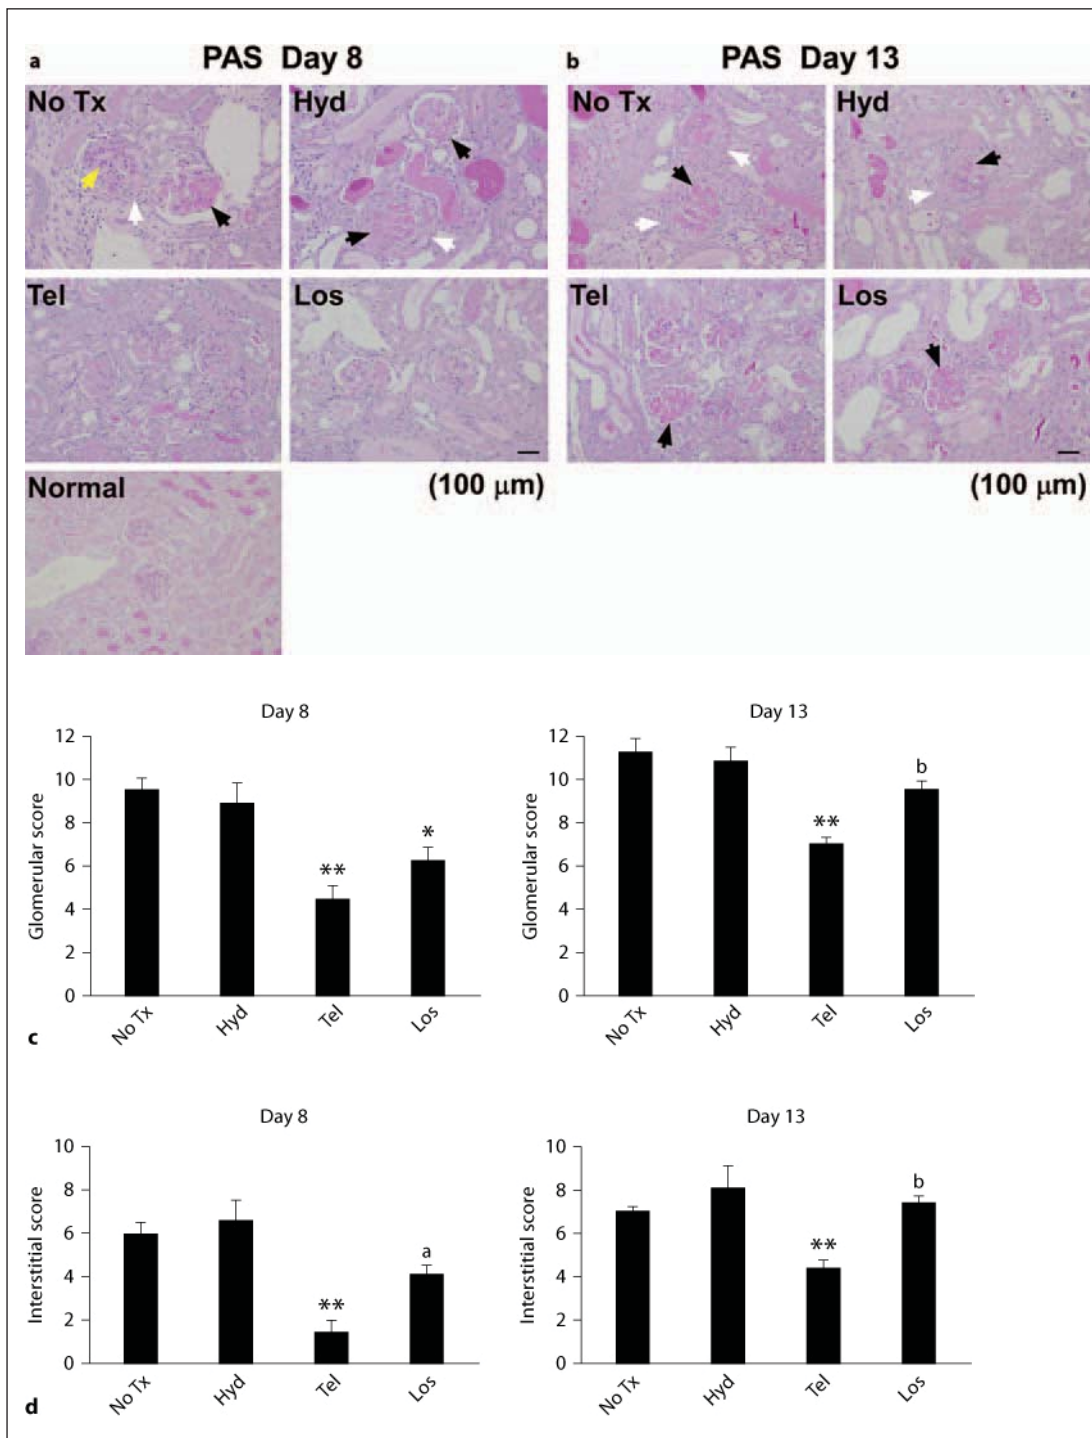 a PAS Day 8
b PAS Day 13
No Tx
Hyd
No Tx
Hyd
Tel
Los
Tel
Los
Normal
(100 µm)
(100 µm)
Day 8
Day 13
12
10
8
6
4
2
0
Glomerular score
**
*
No Tx
Hyd
Tel
Los
12
10
8
6
4
2
0
Glomerular score
**
b
No Tx
Hyd
Tel
Los
c
Day 8
Day 13
10
8
6
4
2
0
Interstitial score
**
a
No Tx
Hyd
Tel
Los
10
8
6
4
2
0
Interstitial score
**
b
No Tx
Hyd
Tel
Los
d